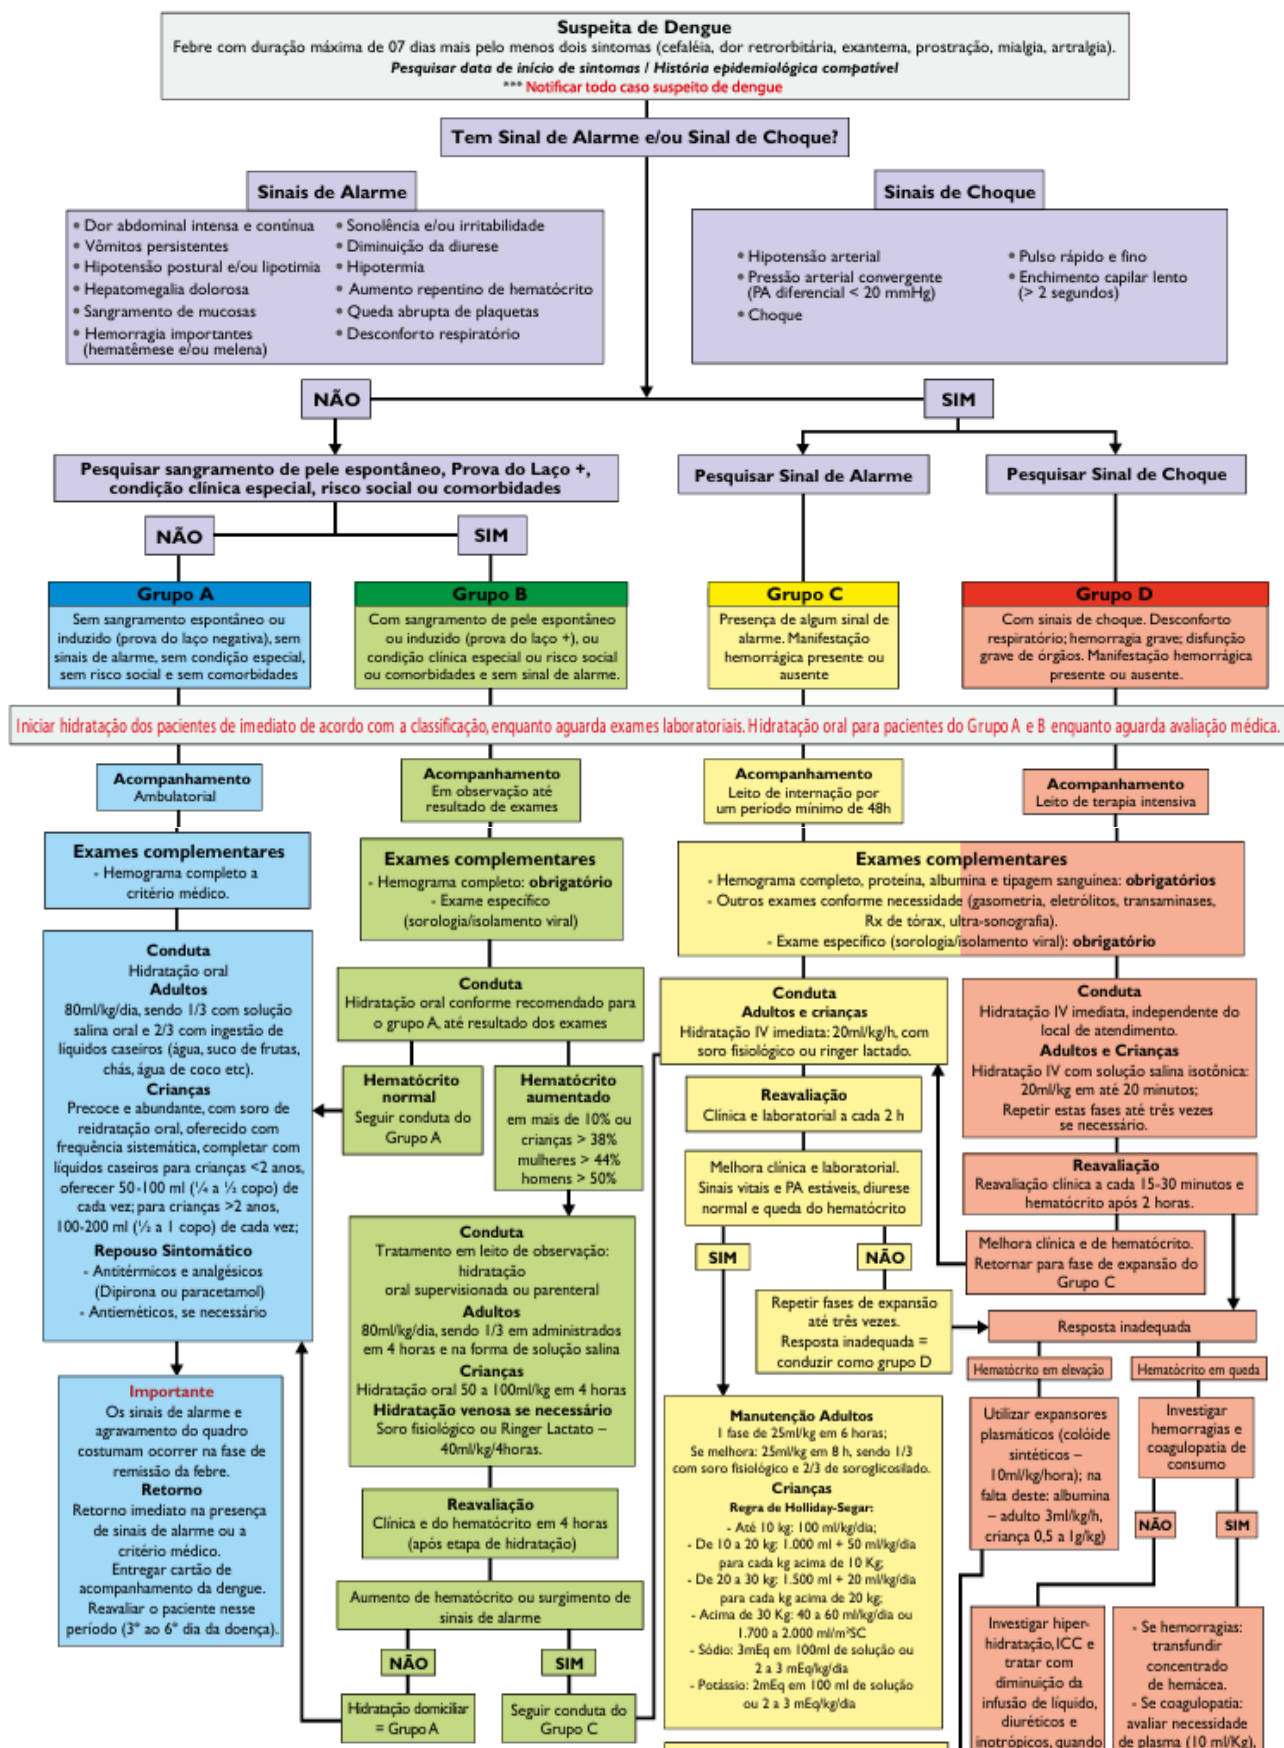 Suspeita de Dengue
Febre com duração máxima de 07 dias mais pelo menos dois sintomas (cefaléia, dor retrorbitária, exantema, prostração, mialgia, artralgia).
Pesquisar data de início de sintomas / História epidemiológica compatível
*** Notificar todo caso suspeito de dengue
Tem Sinal de Alarme e/ou Sinal de Choque?
Sinais de Alarme
• Dor abdominal intensa e contínua
• Vômitos persistentes
• Hipotensão postural e/ou lipotimia
• Hepatomegalia dolorosa
• Sangramento de mucosas
• Hemorragia importantes
(hematêmese e/ou melena)
• Sonolência e/ou irritabilidade
• Diminuição da diurese
• Hipotermia
• Aumento repentino de hematócrito
• Queda abrupta de plaquetas
• Desconforto respiratório
Sinais de Choque
• Hipotensão arterial
• Pressão arterial convergente
(PA diferencial < 20 mmHg)
• Choque
• Pulso rápido e fino
• Enchimento capilar lento
(> 2 segundos)
NÃO
SIM
Pesquisar sangramento de pele espontâneo, Prova do Laço +,
condição clínica especial, risco social ou comorbidades
Pesquisar Sinal de Alarme
Pesquisar Sinal de Choque
NÃO
SIM
Grupo A
Sem sangramento espontâneo ou
induzido (prova do laço negativa), sem
sinais de alarme, sem condição especial,
sem risco social e sem comorbidades
Grupo B
Com sangramento de pele espontâneo
ou induzido (prova do laço +), ou
condição clínica especial ou risco social
ou comorbidades e sem sinal de alarme.
Grupo C
Presença de algum sinal de
alarme. Manifestação
hemorrágica presente ou
ausente
Grupo D
Com sinais de choque. Desconforto
respiratório; hemorragia grave; disfunção
grave de órgãos. Manifestação hemorrágica
presente ou ausente.
Iniciar hidratação dos pacientes de imediato de acordo com a classificação, enquanto aguarda exames laboratoriais. Hidratação oral para pacientes do Grupo A e B enquanto aguarda avaliação médica.
Acompanhamento
Ambulatorial
Acompanhamento
Em observação até
resultado de exames
Acompanhamento
Leito de internação por
um período mínimo de 48h
Acompanhamento
Leito de terapia intensiva
Exames complementares
- Hemograma completo a
critério médico.
Exames complementares
- Hemograma completo: obrigatório
- Exame específico
(sorologia/isolamento viral)
Exames complementares
- Hemograma completo, proteína, albumina e tipagem sanguínea: obrigatórios
- Outros exames conforme necessidade (gasometria, eletrólitos, transaminases,
Rx de tórax, ultra-sonografia).
- Exame específico (sorologia/isolamento viral): obrigatório
Conduta
Hidratação oral
Adultos
80ml/kg/dia, sendo 1/3 com solução
salina oral e 2/3 com ingestão de
líquidos caseiros (água, suco de frutas,
chás, água de coco etc).
Crianças
Precoce e abundante, com soro de
reidratação oral, oferecido com
frequência sistemática, completar com
líquidos caseiros para crianças <2 anos,
oferecer 50-100 ml (¼ a ½ copo) de
cada vez; para crianças >2 anos,
100-200 ml (½ a 1 copo) de cada vez;
Repouso Sintomático
- Antitérmicos e analgésicos
(Dipirona ou paracetamol)
- Antieméticos, se necessário
Importante
Os sinais de alarme e
agravamento do quadro
costumam ocorrer na fase de
remissão da febre.
Retorno
Retorno imediato na presença
de sinais de alarme ou a
critério médico.
Entregar cartão de
acompanhamento da dengue.
Reavaliar o paciente nesse
período (3º ao 6º dia da doença).
Conduta
Hidratação oral conforme recomendado para
o grupo A, até resultado dos exames
Hematócrito
normal
Seguir conduta do
Grupo A
Hematócrito
aumentado
em mais de 10% ou
crianças > 38%
mulheres > 44%
homens > 50%
Conduta
Tratamento em leito de observação:
hidratação
oral supervisionada ou parenteral
Adultos
80ml/kg/dia, sendo 1/3 em administrados
em 4 horas e na forma de solução salina
Crianças
Hidratação oral 50 a 100ml/kg em 4 horas
Hidratação venosa se necessário
Soro fisiológico ou Ringer Lactato –
40ml/kg/4horas.
Reavaliação
Clínica e do hematócrito em 4 horas
(após etapa de hidratação)
Aumento de hematócrito ou surgimento de
sinais de alarme
NÃO
SIM
Hidratação domiciliar
= Grupo A
Seguir conduta do
Grupo C
Conduta
Adultos e crianças
Hidratação IV imediata: 20ml/kg/h, com
soro fisiológico ou ringer lactado.
Reavaliação
Clínica e laboratorial a cada 2 h
Melhora clínica e laboratorial.
Sinais vitais e PA estáveis, diurese
normal e queda do hematócrito
SIM
NÃO
Repetir fases de expansão
até três vezes.
Resposta inadequada =
conduzir como grupo D
Manutenção Adultos
1 fase de 25ml/kg em 6 horas;
Se melhora: 25ml/kg em 8 h, sendo 1/3
com soro fisiológico e 2/3 de soroglicosilado.
Crianças
Regra de Holliday-Segar:
- Até 10 kg: 100 ml/kg/dia;
- De 10 a 20 kg: 1.000 ml + 50 ml/kg/dia
para cada kg acima de 10 Kg;
- De 20 a 30 kg: 1.500 ml + 20 ml/kg/dia
para cada kg acima de 20 kg;
- Acima de 30 Kg: 40 a 60 ml/kg/dia ou
1.700 a 2.000 ml/m²SC
- Sódio: 3mEq em 100ml de solução ou
2 a 3 mEq/kg/dia
- Potássio: 2mEq em 100 ml de solução
ou 2 a 3 mEq/kg/dia
Conduta
Hidratação IV imediata, independente do
local de atendimento.
Adultos e Crianças
Hidratação IV com solução salina isotônica:
20ml/kg em até 20 minutos;
Repetir estas fases até três vezes
se necessário.
Reavaliação
Reavaliação clínica a cada 15-30 minutos e
hematócrito após 2 horas.
Melhora clínica e de hematócrito.
Retornar para fase de expansão do
Grupo C
Resposta inadequada
Hematócrito em elevação
Hematócrito em queda
Utilizar expansores
plasmáticos (colóide
sintéticos –
10ml/kg/hora); na
falta deste: albumina
– adulto 3ml/kg/h,
criança 0,5 a 1g/kg)
Investigar
hemorragias e
coagulopatia de
consumo
NÃO
SIM
Investigar hiper-
hidratação, ICC e
tratar com
diminuição da
infusão de líquido,
diuréticos e
inotrópicos, quando
- Se hemorragias:
transfundir
concentrado
de hemácea.
- Se coagulopatia:
avaliar necessidade
de plasma (10 ml/Kg),